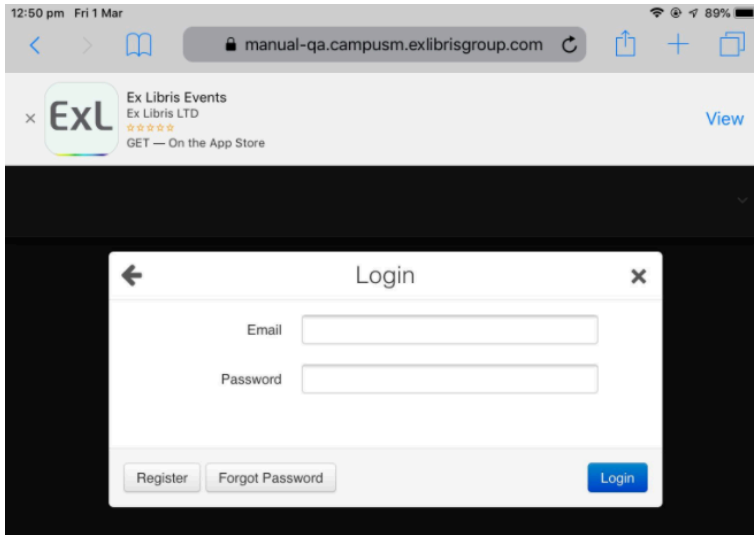 12:50 pm Fri 1 Mar 89%
manual-qa.campusm.exlibrisgroup.com
ExL
Ex Libris Events
Ex Libris LTD
GET — On the App Store
View
Login
Email
Password
Register Forgot Password Login